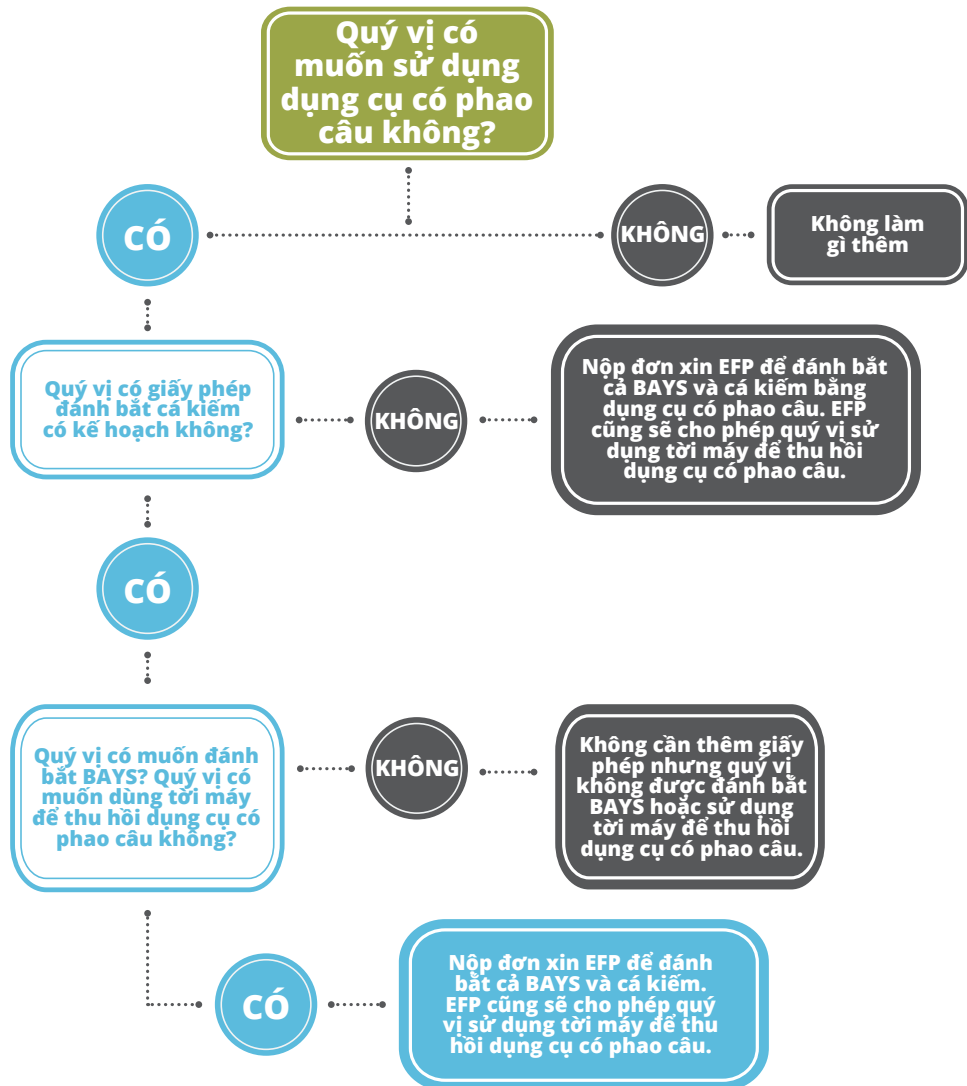 Quý vị có
muốn sử dụng
dụng cụ có phao
câu không?
CÓ
KHÔNG
Không làm
gì thêm
Quý vị có giấy phép
đánh bắt cá kiếm
có kế hoạch không?
KHÔNG
Nộp đơn xin EFP để đánh bắt
cả BAYS và cá kiếm bằng
dụng cụ có phao câu. EFP
cũng sẽ cho phép quý vị sử
dụng tời máy để thu hồi
dụng cụ có phao câu.
CÓ
Quý vị có muốn đánh
bắt BAYS? Quý vị có
muốn dùng tời máy
để thu hồi dụng cụ có
phao câu không?
KHÔNG
Không cần thêm giấy
phép nhưng quý vị
không được đánh bắt
BAYS hoặc sử dụng
tời máy để thu hồi
dụng cụ có phao câu.
CÓ
Nộp đơn xin EFP để đánh
bắt cả BAYS và cá kiếm.
EFP cũng sẽ cho phép quý
vị sử dụng tời máy để thu
hồi dụng cụ có phao câu.